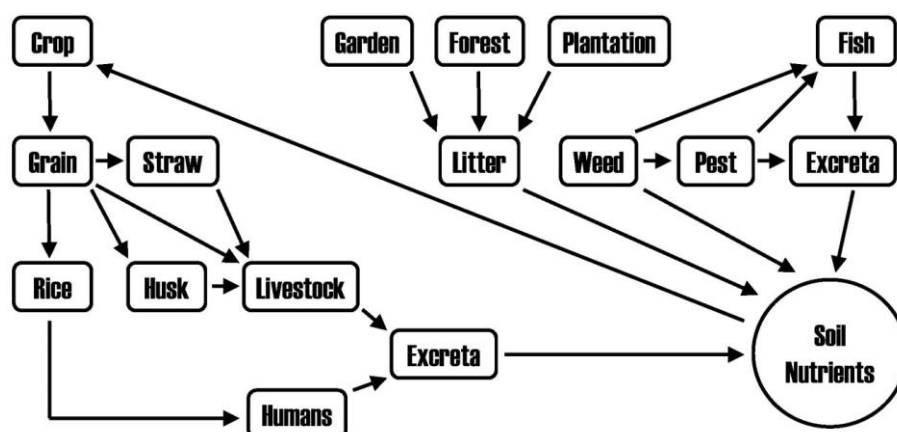 Crop
Garden
Forest
Plantation
Fish
Grain
Straw
Litter
Weed
Pest
Excreta
Rice
Husk
Livestock
Excreta
Humans
Soil
Nutrients